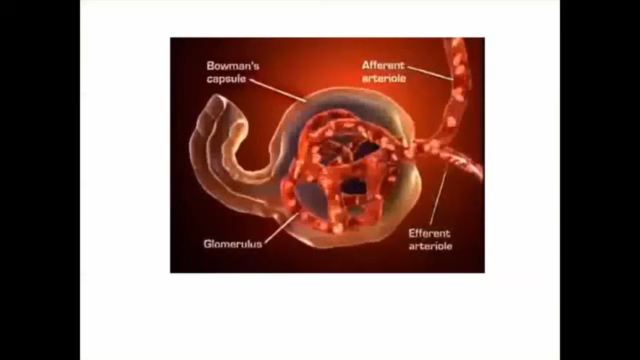 Bowman's
capsule
Afferent
arteriole
Glomerulus
Efferent
arteriole